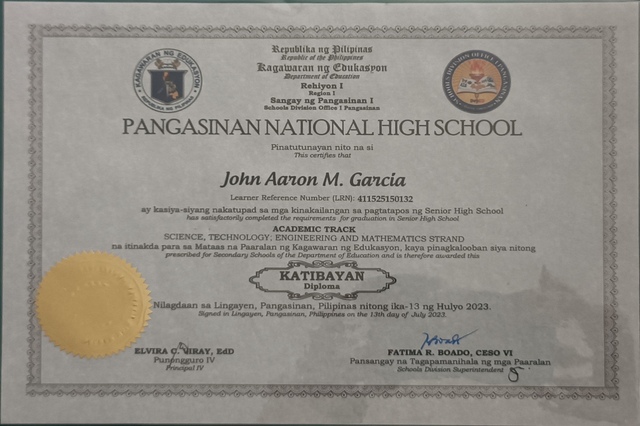 Republika ng Pilipinas
Republic of the Philippines
Kagawaran ng Edukasyon
Department of Education
Rehiyon I
Region I
Sangay ng Pangasinan I
Schools Division Office I Pangasinan
KAGAWARAN NG EDUKASYON
REPUBLIKA NG PILIPINAS
SCHOOLS DIVISION OFFICE I PANGASINAN
PANGASINAN NATIONAL HIGH SCHOOL
Pinatutunayan nito na si
This certifies that
John Aaron M. Garcia
Learner Reference Number (LRN): 411525150132
ay kasiya-siyang nakatupad sa mga kinakailangan sa pagtatapos ng Senior High School
has satisfactorily completed the requirements for graduation in Senior High School
ACADEMIC TRACK
SCIENCE, TECHNOLOGY, ENGINEERING AND MATHEMATICS STRAND
na itinakda para sa Mataas na Paaralan ng Kagawaran ng Edukasyon, kaya pinagkalooban siya nitong
prescribed for Secondary Schools of the Department of Education and is therefore awarded this
KATIBAYAN
Diploma
Nilagdaan sa Lingayen, Pangasinan, Pilipinas nitong ika-13 ng Hulyo 2023.
Signed in Lingayen, Pangasinan, Philippines on the 13th day of July 2023.
ELVIRA C. VIRAY, EdD
Punongguro IV
Principal IV
FATIMA R. BOADO, CESO VI
Pansangay na Tagapamanihala ng mga Paaralan
Schools Division Superintendent